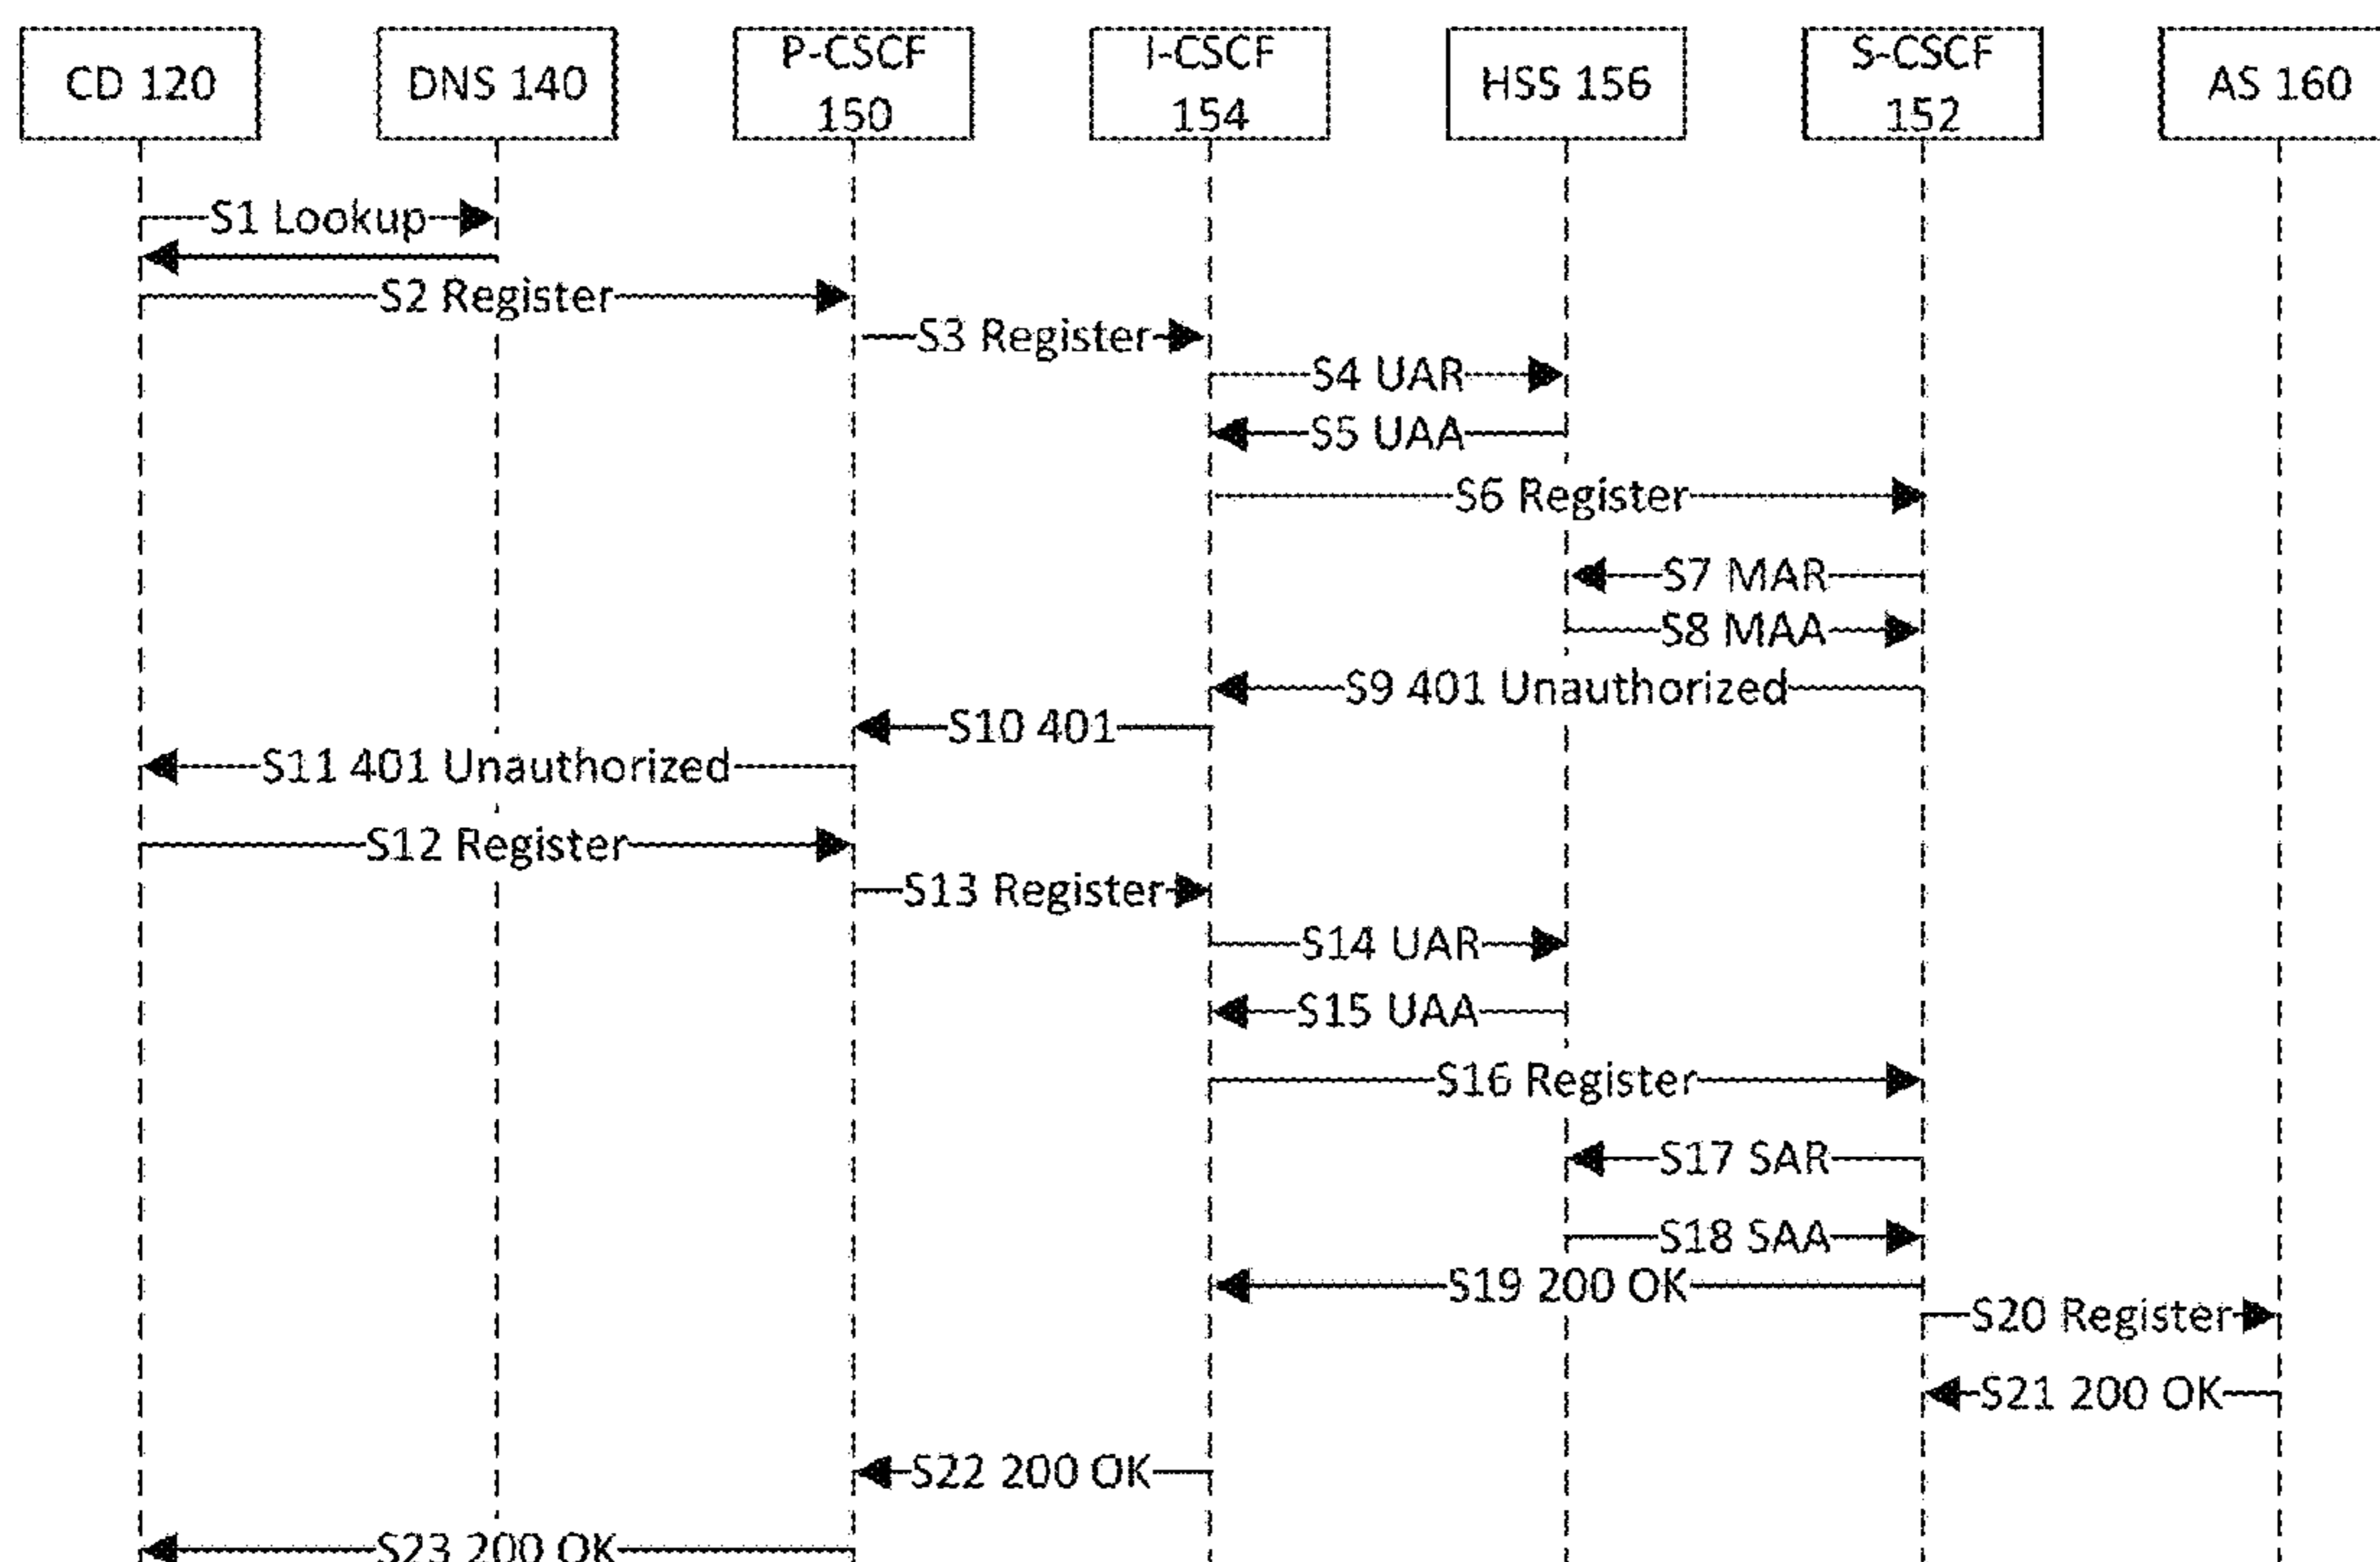 CD 120
DNS 140
P-CSCF
150
I-CSCF
154
HSS 156
S-CSCF
152
AS 160
S1 Lookup
S2 Register
S3 Register
S4 UAR
S5 UAA
S6 Register
S7 MAR
S8 MAA
S9 401 Unauthorized
S10 401
S11 401 Unauthorized
S12 Register
S13 Register
S14 UAR
S15 UAA
S16 Register
S17 SAR
S18 SAA
S19 200 OK
S20 Register
S21 200 OK
S22 200 OK
S23 200 OK